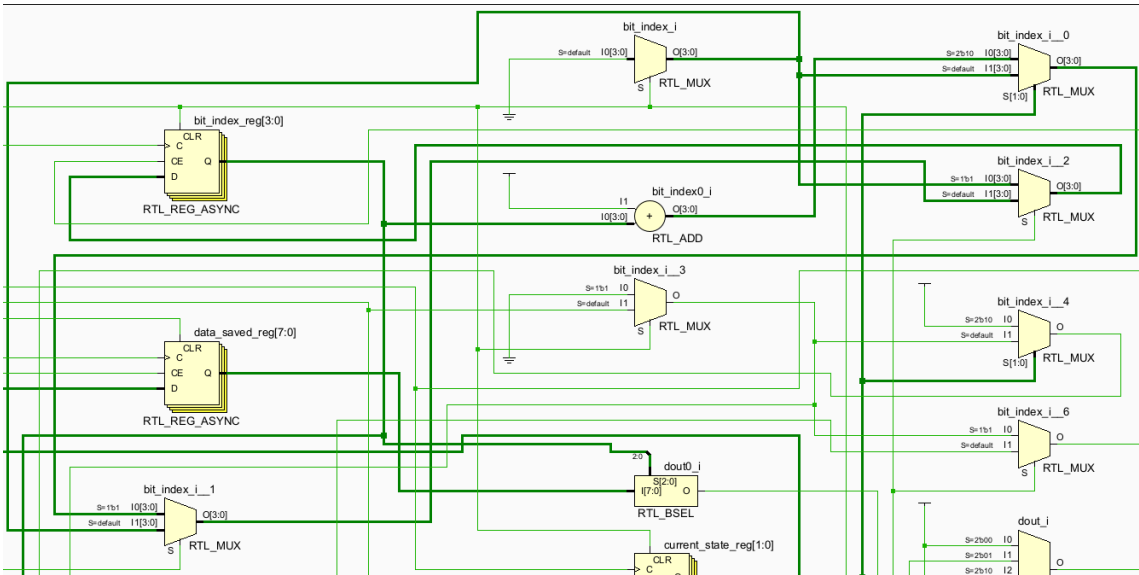 bit_index_i
S=default I0[3:0] O[3:0]
S RTL_MUX
bit_index_i__0
S=2'b10 I0[3:0] O[3:0]
S=default I1[3:0]
S[1:0] RTL_MUX
bit_index_reg[3:0]
CLR
C
CE Q
D
RTL_REG_ASYNC
bit_index_i__2
S=1'b1 I0[3:0] O[3:0]
S=default I1[3:0]
S RTL_MUX
bit_index0_i
I1 O[3:0]
I0[3:0] +
RTL_ADD
bit_index_i__3
S=1'b1 I0 O
S=default I1
S RTL_MUX
bit_index_i__4
S=2'b10 I0 O
S=default I1
S[1:0] RTL_MUX
data_saved_reg[7:0]
CLR
C
CE Q
D
RTL_REG_ASYNC
bit_index_i__6
S=1'b1 I0 O
S=default I1
S RTL_MUX
2:0 dout0_i
S[2:0]
I[7:0] O
RTL_BSEL
bit_index_i__1
S=1'b1 I0[3:0] O[3:0]
S=default I1[3:0]
S RTL_MUX
current_state_reg[1:0]
CLR
C
dout_i
S=2'b00 I0
S=2'b01 I1 O
S=2'b10 I2